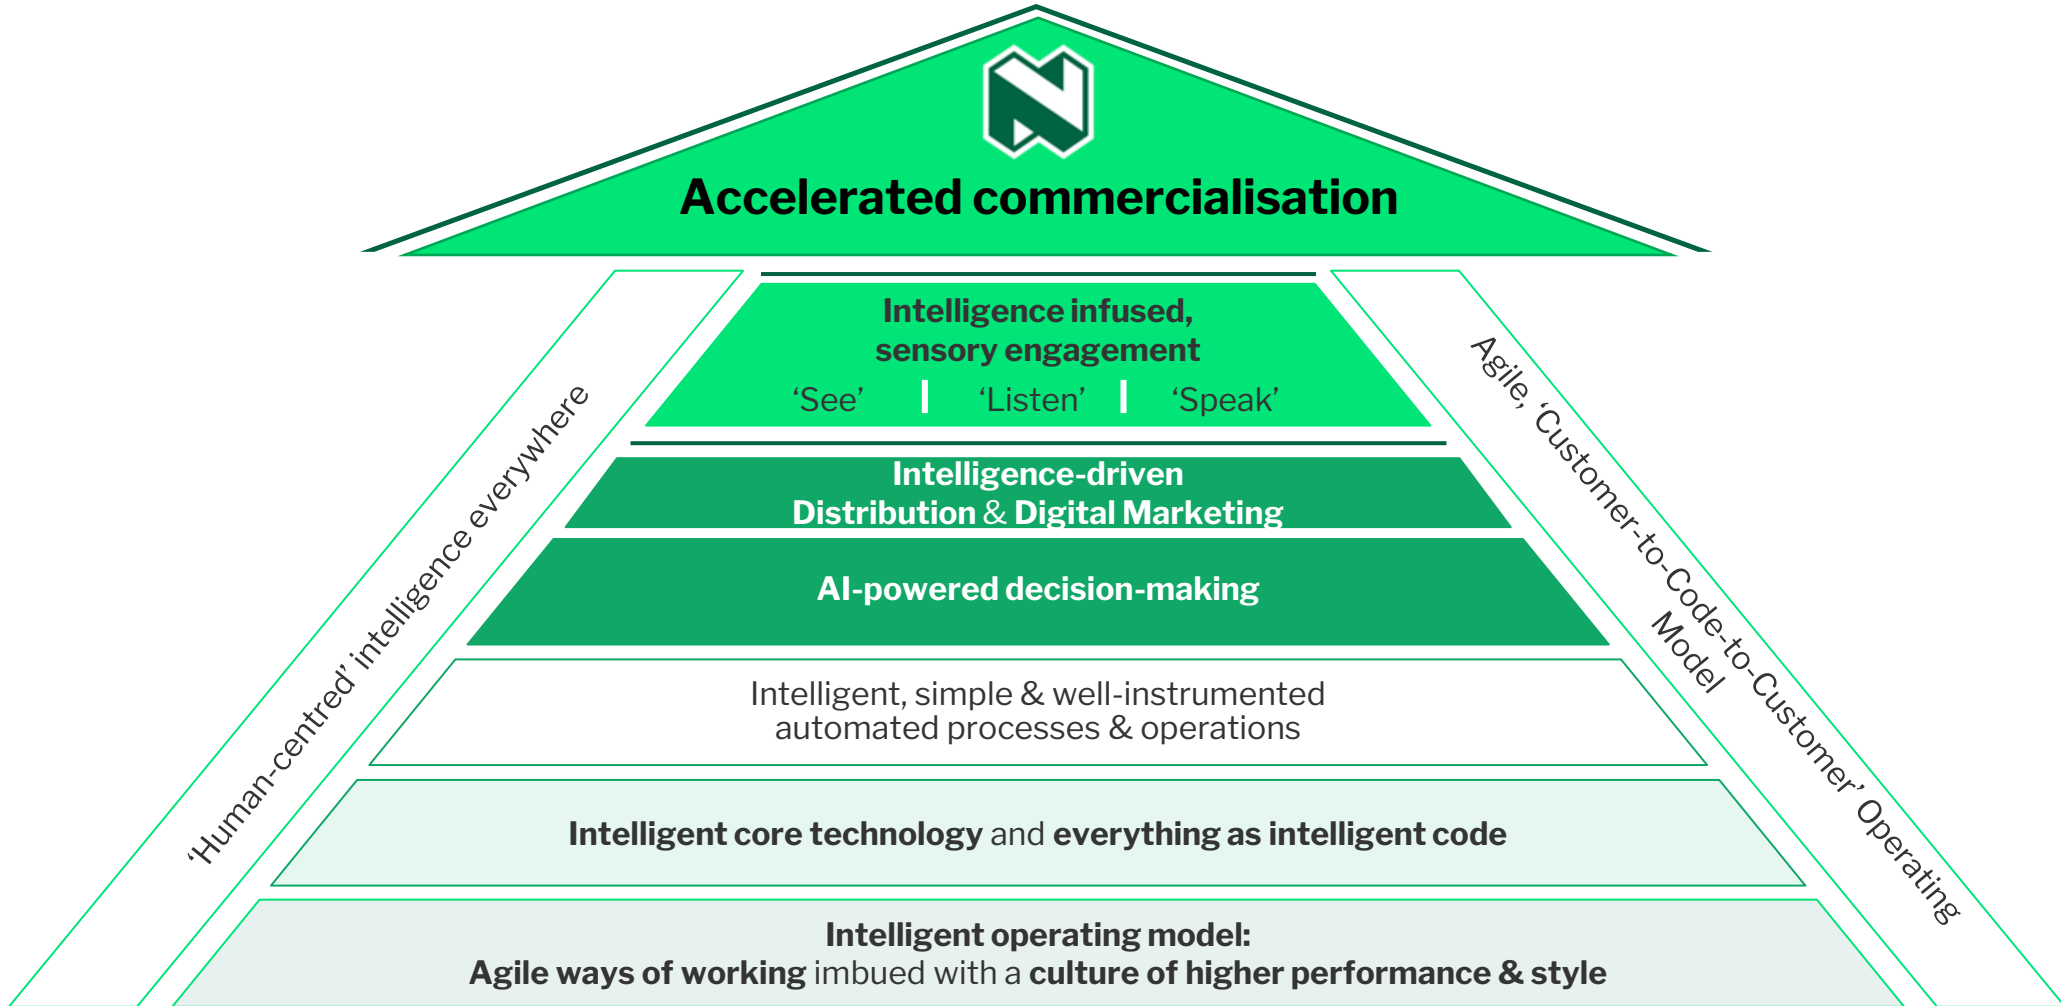 Accelerated commercialisation
Intelligence infused,
sensory engagement
‘See’ ‘Listen’ ‘Speak’
Intelligence-driven
Distribution & Digital Marketing
AI-powered decision-making
Intelligent, simple & well-instrumented
automated processes & operations
Intelligent core technology and everything as intelligent code
Intelligent operating model:
Agile ways of working imbued with a culture of higher performance & style
‘Human-centred’ intelligence everywhere
Agile, ‘Customer-to-Code-to-Customer’ Operating
Model